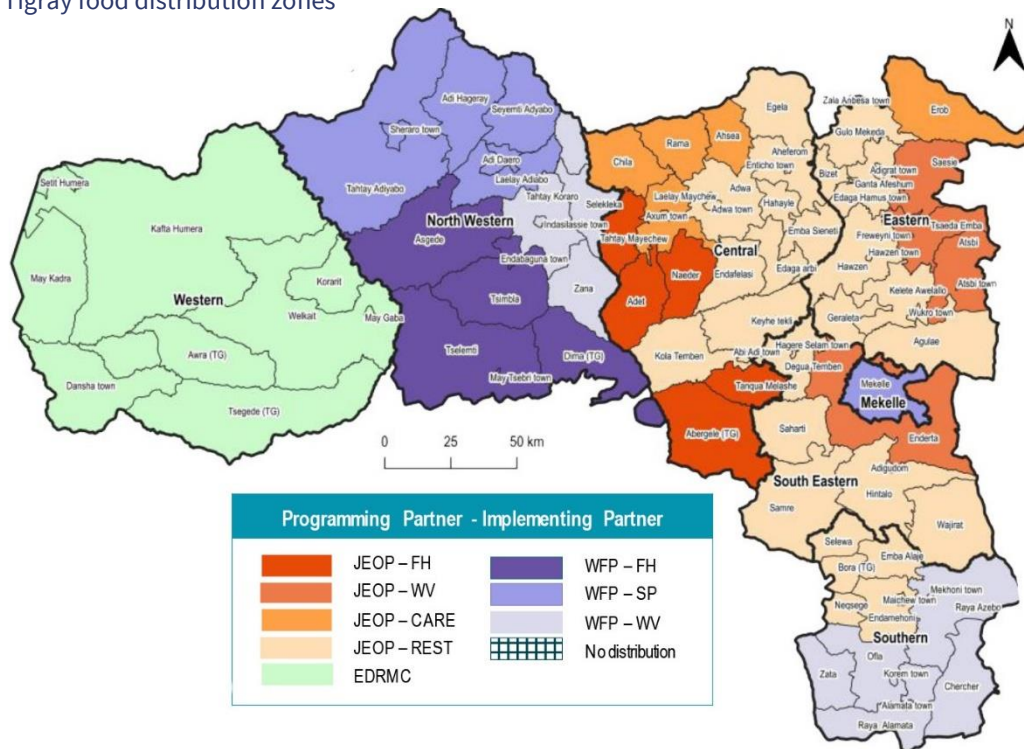 Tigray food distribution zones
N
Egela
Zala Anbesa town
Erob
Adi Hageray
Seyemti Adyabo
Sheraro town
Rama
Ahsea
Gulo Mekeda
Chila
Aheferom
Saesie
Adi Daero
Enticho town
Bizet
Adigrat town
Setit Humera
Laelay Adiabo
Ganta Afeshum
Tahtay Adiyabo
Tahtay Koraro
Selekleka
Laelay Maychew
Adwa
Edaga Hamus town
Hahayle
North Western
Axum town
Adwa town
Eastern
Tsaeda Emba
Kafta Humera
Indasilassie town
Emba Sieneti
Freweyni town
Asgede
Tahtay Mayechew
Central
Atsbi
Endabaguna town
Hawzen town
Naeder
Endafelasi
Edaga arbi
Hawzen
May Kadra
Korarit
Zana
Atsbi town
Western
Tsimbla
Adet
Kelete Awelallo
Welkait
May Gaba
Wukro town
Keyhe tekli
Geraleta
Agulae
Awra (TG)
Tselemti
Dima (TG)
Kola Temben
Abi Adi town
Hagere Selam town
Degua Temben
Dansha town
May Tsebri town
Tanqua Melashe
Mekelle
Mekelle
Tsegede (TG)
Abergele (TG)
Saharti
Enderta
0 25 50 km
Adigudom
South Eastern
Hintalo
Samre
Wajirat
Selewa
Emba Alaje
Bora (TG)
Mekhoni town
Neqsege
Maichew town
Raya Azebo
Endamehoni
Southern
Ofla
Zata
Korem town
Chercher
Alamata town
Raya Alamata
Programming Partner - Implementing Partner
JEOP – FH
WFP – FH
JEOP – WV
WFP – SP
JEOP – CARE
WFP – WV
JEOP – REST
No distribution
EDRMC